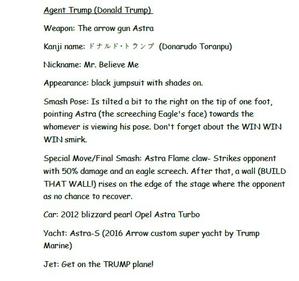 Agent Trump (Donald Trump)
Weapon: The arrow gun Astra
Kanji name: ドナルド・トランプ (Donarudo Toranpu)
Nickname: Mr. Believe Me
Appearance: black jumpsuit with shades on.
Smash Pose: Is tilted a bit to the right on the tip of one foot,
pointing Astra (the screeching Eagle's face) towards the
whomever is viewing his pose. Don't forget about the WIN WIN
WIN smirk.
Special Move/Final Smash: Astra Flame claw- Strikes opponent
with 50% damage and an eagle screech. After that, a wall (BUILD
THAT WALL!) rises on the edge of the stage where the opponent
as no chance to recover.
Car: 2012 blizzard pearl Opel Astra Turbo
Yacht: Astra-S (2016 Arrow custom super yacht by Trump
Marine)
Jet: Get on the TRUMP plane!